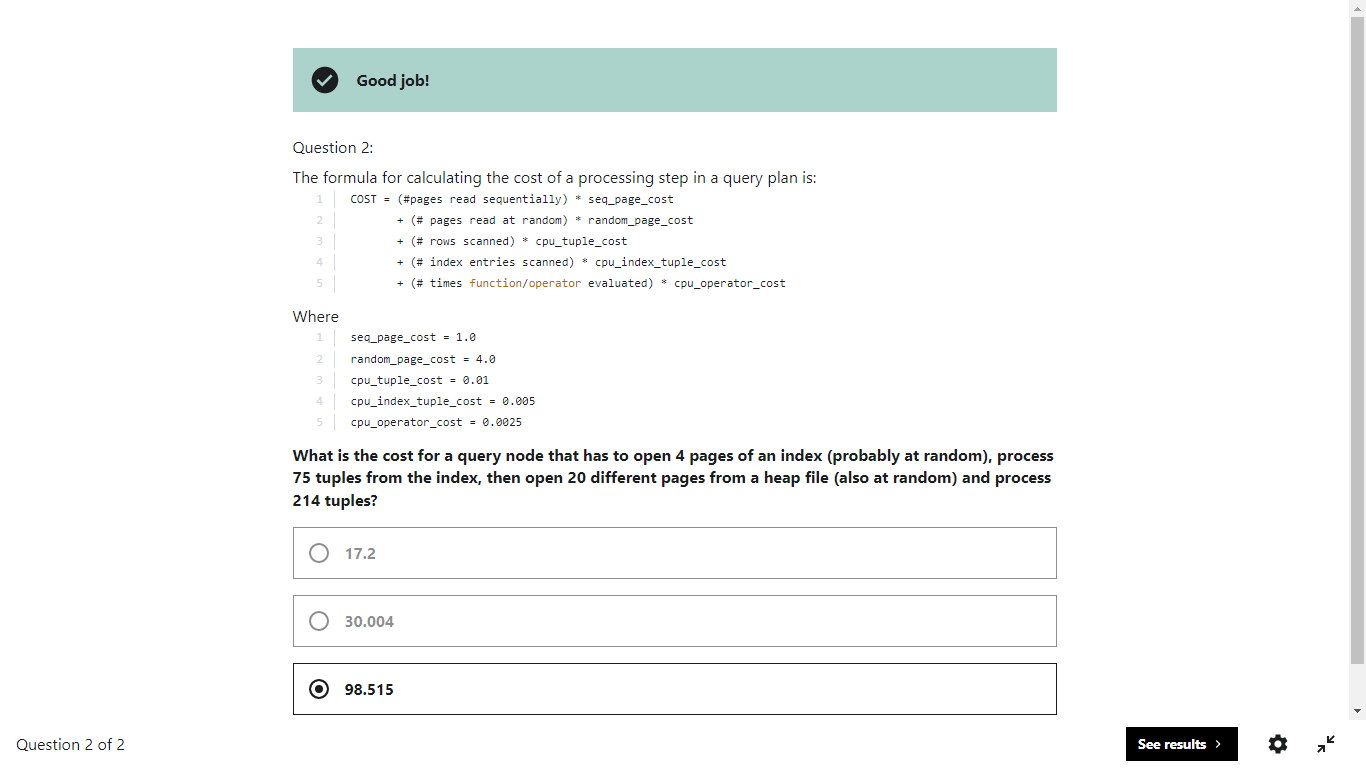 Good job!
Question 2:
The formula for calculating the cost of a processing step in a query plan is:
1 COST = (#pages read sequentially) * seq_page_cost
2 + (# pages read at random) * random_page_cost
3 + (# rows scanned) * cpu_tuple_cost
4 + (# index entries scanned) * cpu_index_tuple_cost
5 + (# times function/operator evaluated) * cpu_operator_cost
Where
1 seq_page_cost = 1.0
2 random_page_cost = 4.0
3 cpu_tuple_cost = 0.01
4 cpu_index_tuple_cost = 0.005
5 cpu_operator_cost = 0.0025
What is the cost for a query node that has to open 4 pages of an index (probably at random), process
75 tuples from the index, then open 20 different pages from a heap file (also at random) and process
214 tuples?
17.2
30.004
98.515
Question 2 of 2
See results